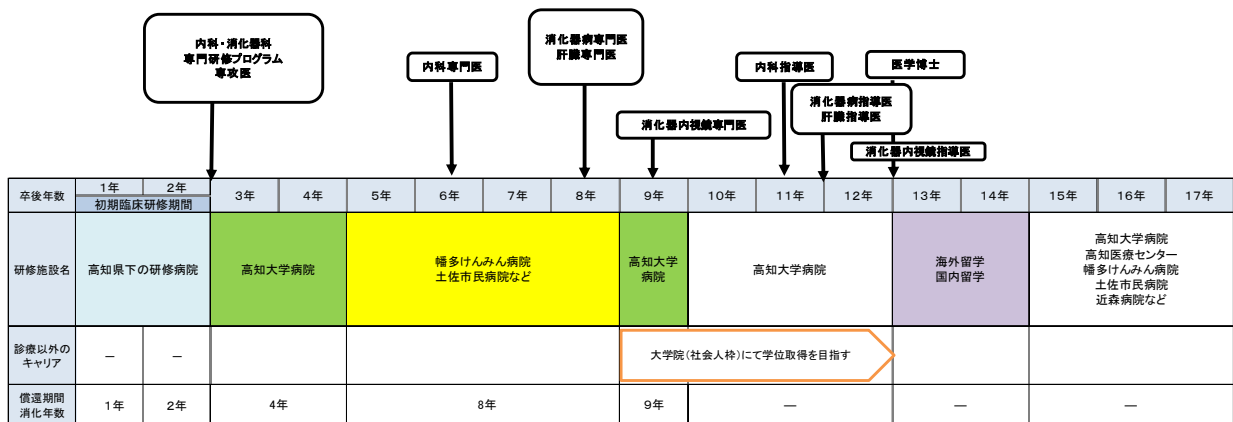 内科・消化器科
専門研修プログラム
専攻医
内科専門医
消化器病専門医
肝臓専門医
消化器内視鏡専門医
内科指導医
消化器病指導医
肝臓指導医
医学博士
消化器内視鏡指導医
卒後年数
1年
2年
初期臨床研修期間
3年
4年
5年
6年
7年
8年
9年
10年
11年
12年
13年
14年
15年
16年
17年
研修施設名
高知県下の研修病院
高知大学病院
幡多けんみん病院
土佐市民病院など
高知大学
病院
高知大学病院
海外留学
国内留学
高知大学病院
高知医療センター
幡多けんみん病院
土佐市民病院
近森病院など
診療以外の
キャリア
―
―
大学院（社会人枠）にて学位取得を目指す
償還期間
消化年数
1年
2年
4年
8年
9年
―
―
―